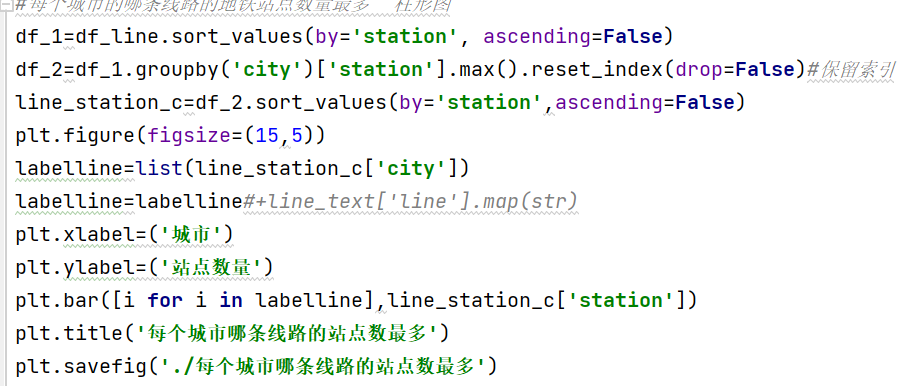 #每个城市的哪条线路的地铁站点数量最多  柱形图
df_1=df_line.sort_values(by='station', ascending=False)
df_2=df_1.groupby('city')['station'].max().reset_index(drop=False)#保留索引
line_station_c=df_2.sort_values(by='station',ascending=False)
plt.figure(figsize=(15,5))
labelline=list(line_station_c['city'])
labelline=labelline#+line_text['line'].map(str)
plt.xlabel=('城市')
plt.ylabel=('站点数量')
plt.bar([i for i in labelline],line_station_c['station'])
plt.title('每个城市哪条线路的站点数最多')
plt.savefig('./每个城市哪条线路的站点数最多')